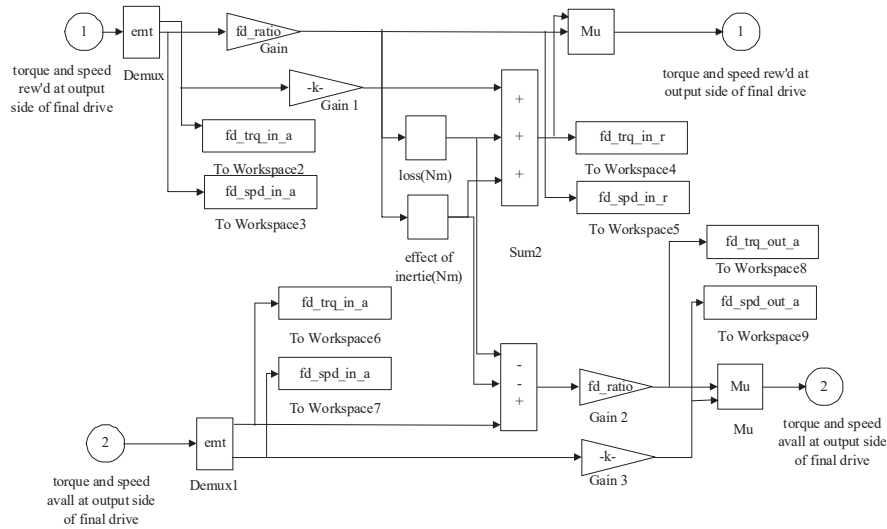 1
emt
fd_ratio
Mu
1
Gain
torque and speed
rew'd at output
side of final drive
Demux
torque and speed rew'd at
output side of final drive
-k-
Gain 1
+
+
+
fd_trq_in_a
To Workspace2
fd_spd_in_a
To Workspace3
loss(Nm)
effect of
inertie(Nm)
Sum2
fd_trq_in_r
To Workspace4
fd_spd_in_r
To Workspace5
fd_trq_out_a
To Workspace8
fd_spd_out_a
To Workspace9
fd_trq_in_a
To Workspace6
fd_spd_in_a
To Workspace7
-
-
+
fd_ratio
Gain 2
Mu
Mu
2
torque and speed
avall at output side
of final drive
2
emt
Demux1
torque and speed
avall at output side
of final drive
-k-
Gain 3